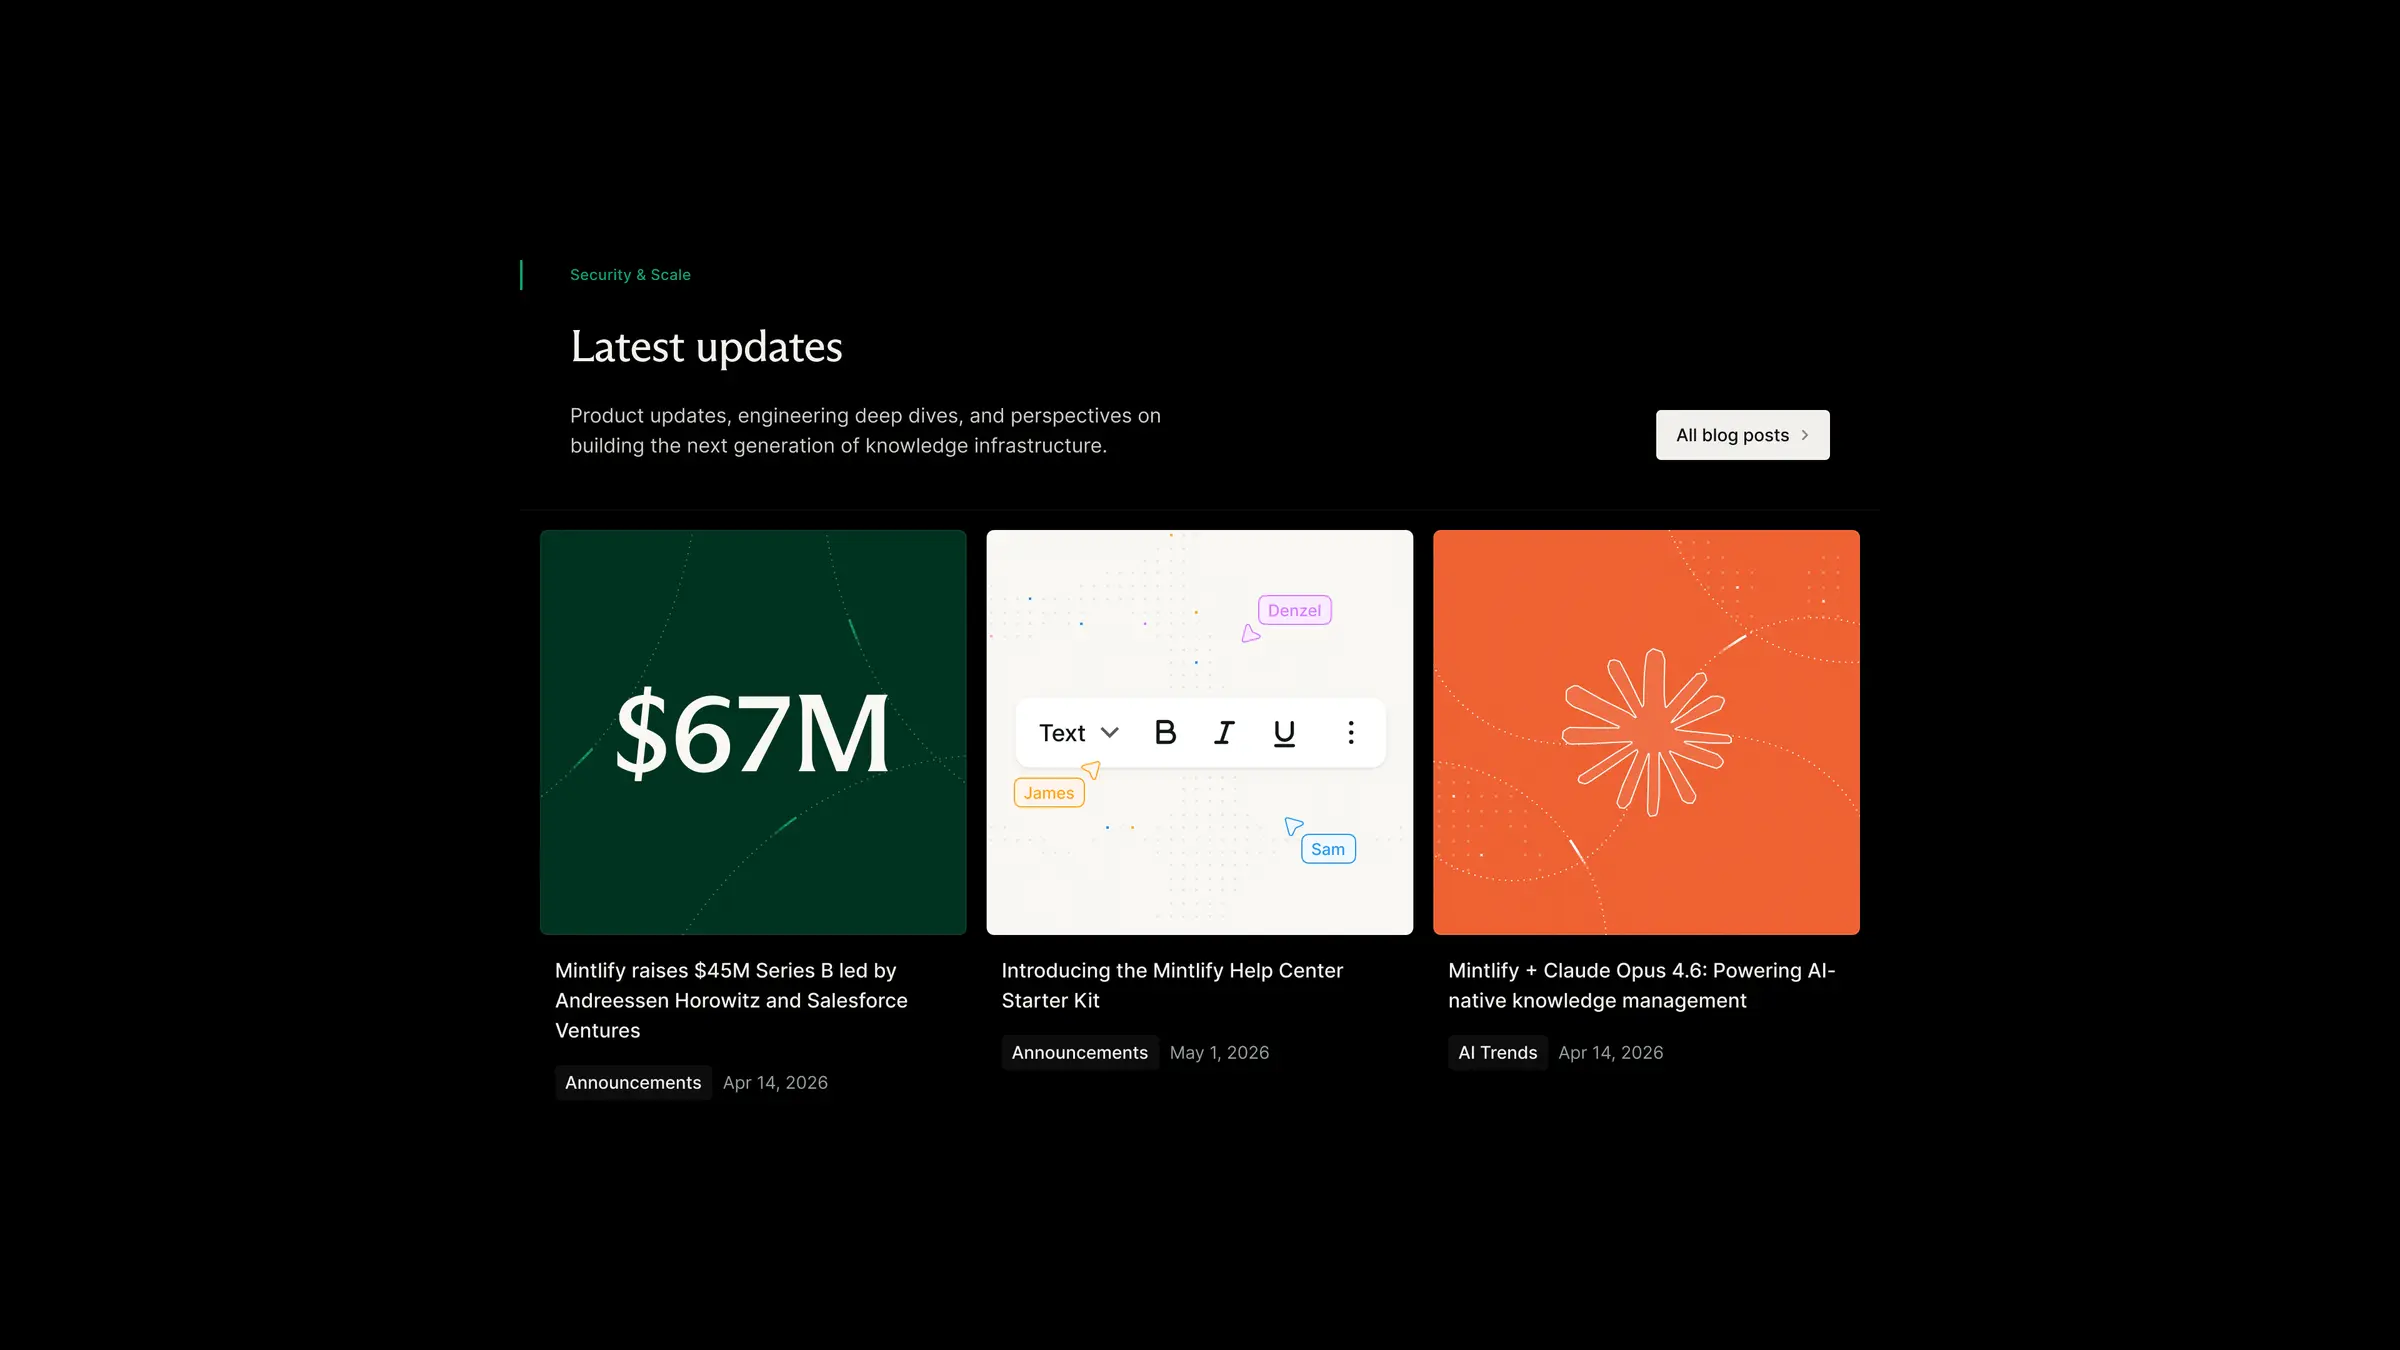 Security & Scale
Latest updates
Product updates, engineering deep dives, and perspectives on
building the next generation of knowledge infrastructure.
All blog posts
$67M
Denzel
Text
B I U
James
Sam
Mintlify raises $45M Series B led by
Andreessen Horowitz and Salesforce
Ventures
Announcements Apr 14, 2026
Introducing the Mintlify Help Center
Starter Kit
Announcements May 1, 2026
Mintlify + Claude Opus 4.6: Powering AI-
native knowledge management
AI Trends Apr 14, 2026